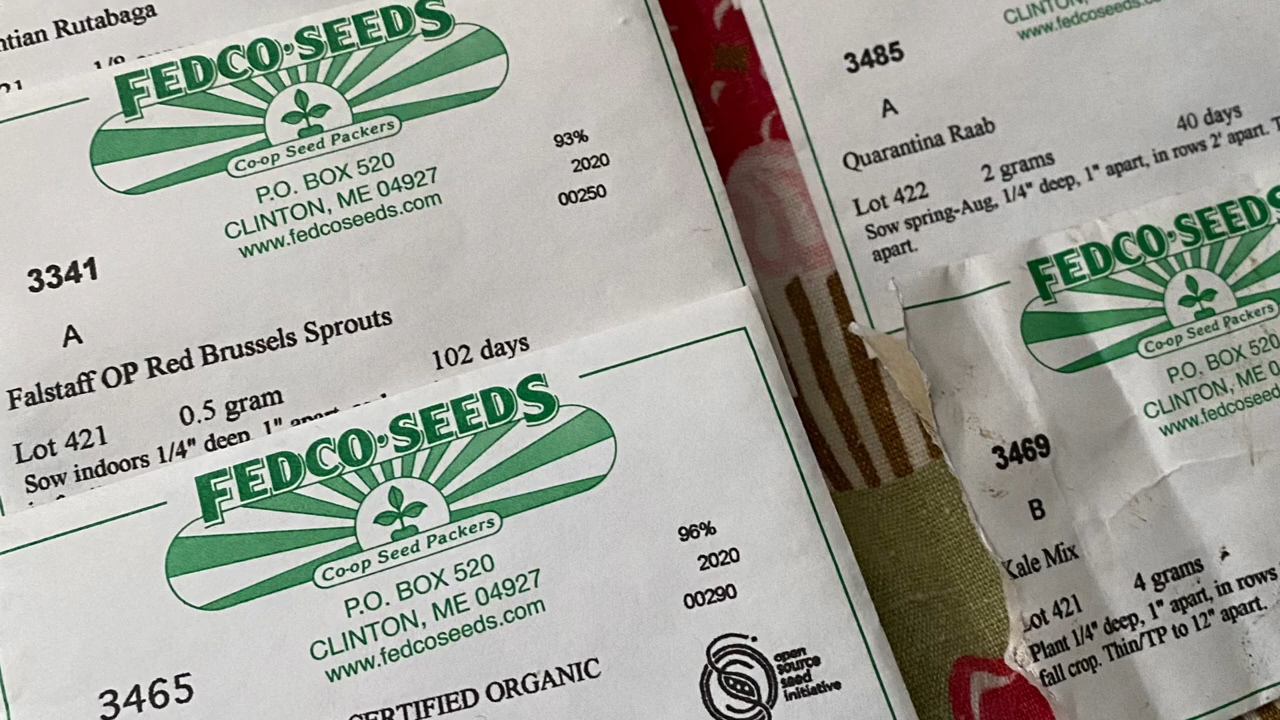 Rutabaga
FEDCO·SEEDS
Co-op Seed Packers
P.O. BOX 520
CLINTON, ME 04927
www.fedcoseeds.com
93%
2020
00250
3341
A
Falstaff OP Red Brussels Sprouts
102 days
Lot 421 0.5 gram
Sow indoors 1/4" deep, 1" apart
FEDCO·SEEDS
Co-op Seed Packers
P.O. BOX 520
CLINTON, ME 04927
www.fedcoseeds.com
96%
2020
00290
3465
CERTIFIED ORGANIC
open
source
seed
initiative
CLINTON,
www.fedcoseeds.co
3485
A
Quarantina Raab
40 days
Lot 422 2 grams
Sow spring-Aug, 1/4" deep, 1" apart, in rows 2' apart. T
apart.
FEDCO·SEEDS
Co-op Seed Packers
P.O. BOX 520
CLINTON, ME 0
www.fedcoseed
3469
B
Kale Mix
Lot 421 4 grams
Plant 1/4" deep, 1" apart, in rows
fall crop. Thin/TP to 12" apart.